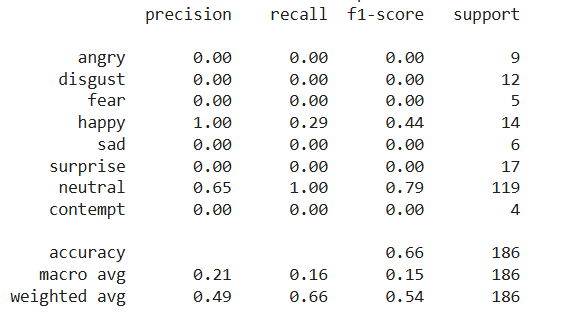 precision recall f1-score support
angry 0.00 0.00 0.00 9
disgust 0.00 0.00 0.00 12
fear 0.00 0.00 0.00 5
happy 1.00 0.29 0.44 14
sad 0.00 0.00 0.00 6
surprise 0.00 0.00 0.00 17
neutral 0.65 1.00 0.79 119
contempt 0.00 0.00 0.00 4
accuracy 0.66 186
macro avg 0.21 0.16 0.15 186
weighted avg 0.49 0.66 0.54 186